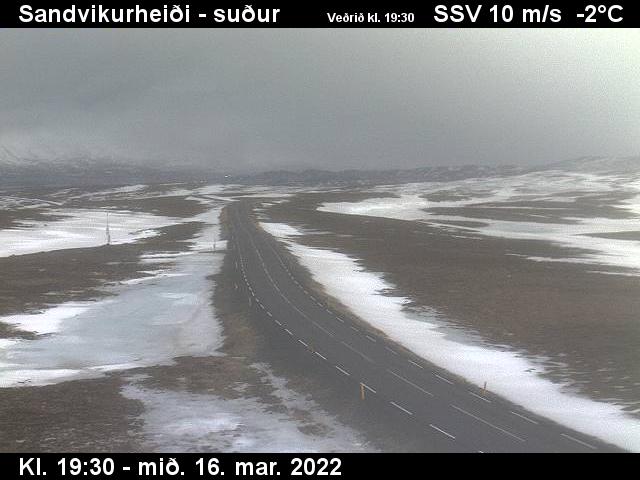 Sandvikurheiði - suður Veðrið kl. 19:30 SSV 10 m/s -2°C
Kl. 19:30 - mið. 16. mar. 2022